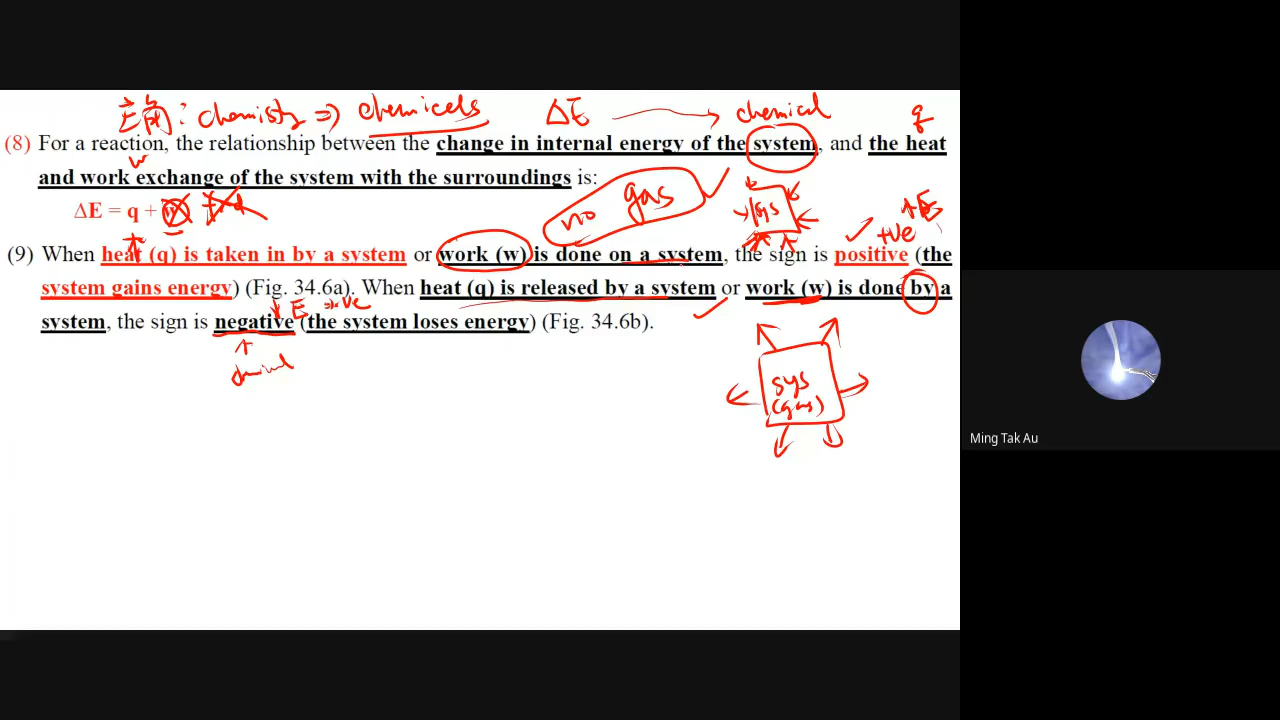 主角: chemistry ⇒ chemicals ΔE → chemical q
(8) For a reaction, the relationship between the change in internal energy of the system, and the heat
w
and work exchange of the system with the surroundings is:
no gas
sys
ΔE = q + w
+E
+ve
(9) When heat (q) is taken in by a system or work (w) is done on a system, the sign is positive (the
system gains energy) (Fig. 34.6a). When heat (q) is released by a system or work (w) is done by a
E -ve
system, the sign is negative (the system loses energy) (Fig. 34.6b).
sys
(gas)
Ming Tak Au